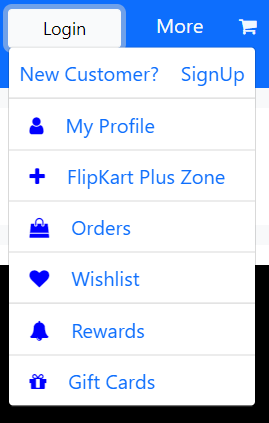 Login More
New Customer? SignUp
My Profile
FlipKart Plus Zone
Orders
Wishlist
Rewards
Gift Cards